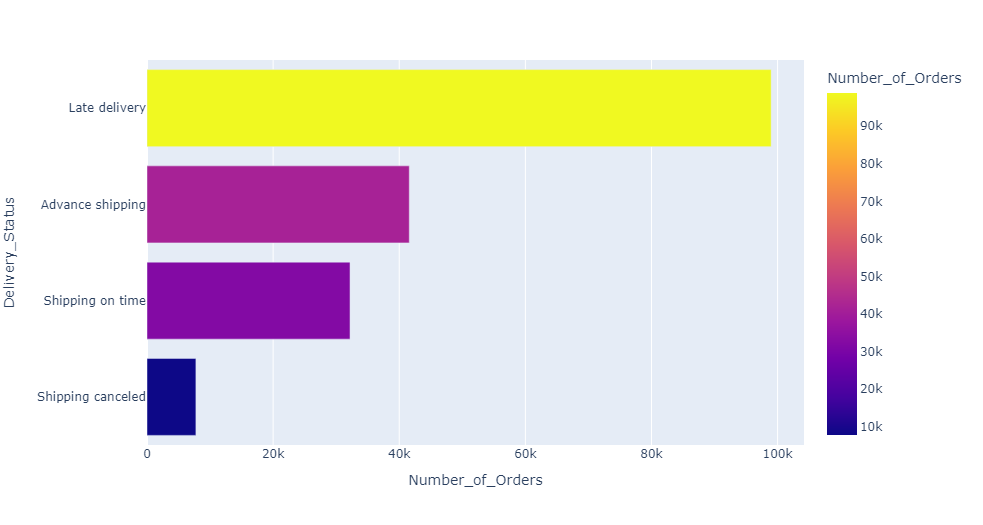 Number_of_Orders
Late delivery
Advance shipping
Shipping on time
Shipping canceled
Delivery_Status
0
20k
40k
60k
80k
100k
Number_of_Orders
90k
80k
70k
60k
50k
40k
30k
20k
10k